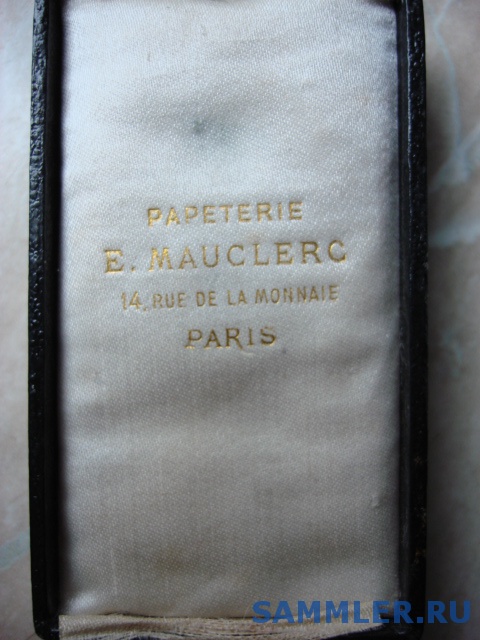 PAPETERIE
E. MAUCLERC
14, RUE DE LA MONNAIE
PARIS
SAMMLER.RU